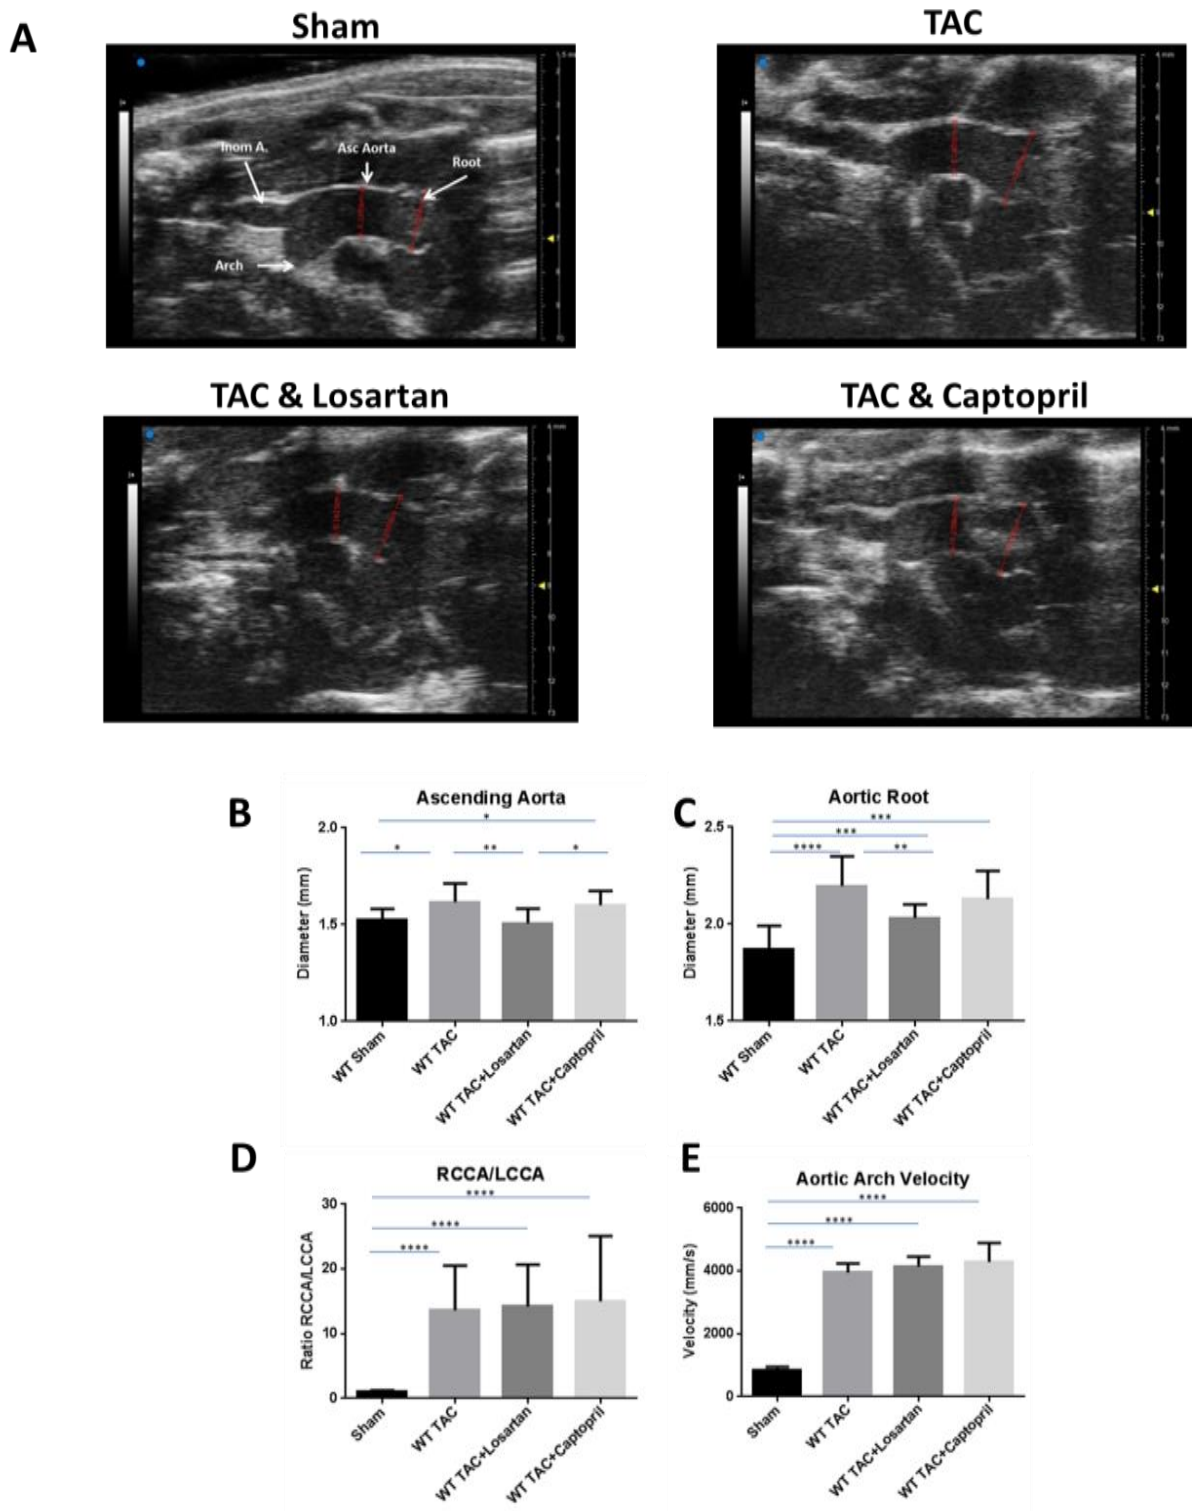 A
Sham
TAC
Inom A.
Asc Aorta
Root
Arch
TAC & Losartan
TAC & Captopril
B
Ascending Aorta
Diameter (mm)
2.0
1.5
1.0
*
*
**
*
WT Sham
WT TAC
WT TAC+Losartan
WT TAC+Captopril
C
Aortic Root
Diameter (mm)
2.5
2.0
1.5
***
***
****
**
WT Sham
WT TAC
WT TAC+Losartan
WT TAC+Captopril
D
RCCA/LCCA
Ratio RCCA/LCCA
30
20
10
0
****
****
****
Sham
WT TAC
WT TAC+Losartan
WT TAC+Captopril
E
Aortic Arch Velocity
Velocity (mm/s)
6000
4000
2000
0
****
****
****
Sham
WT TAC
WT TAC+Losartan
WT TAC+Captopril